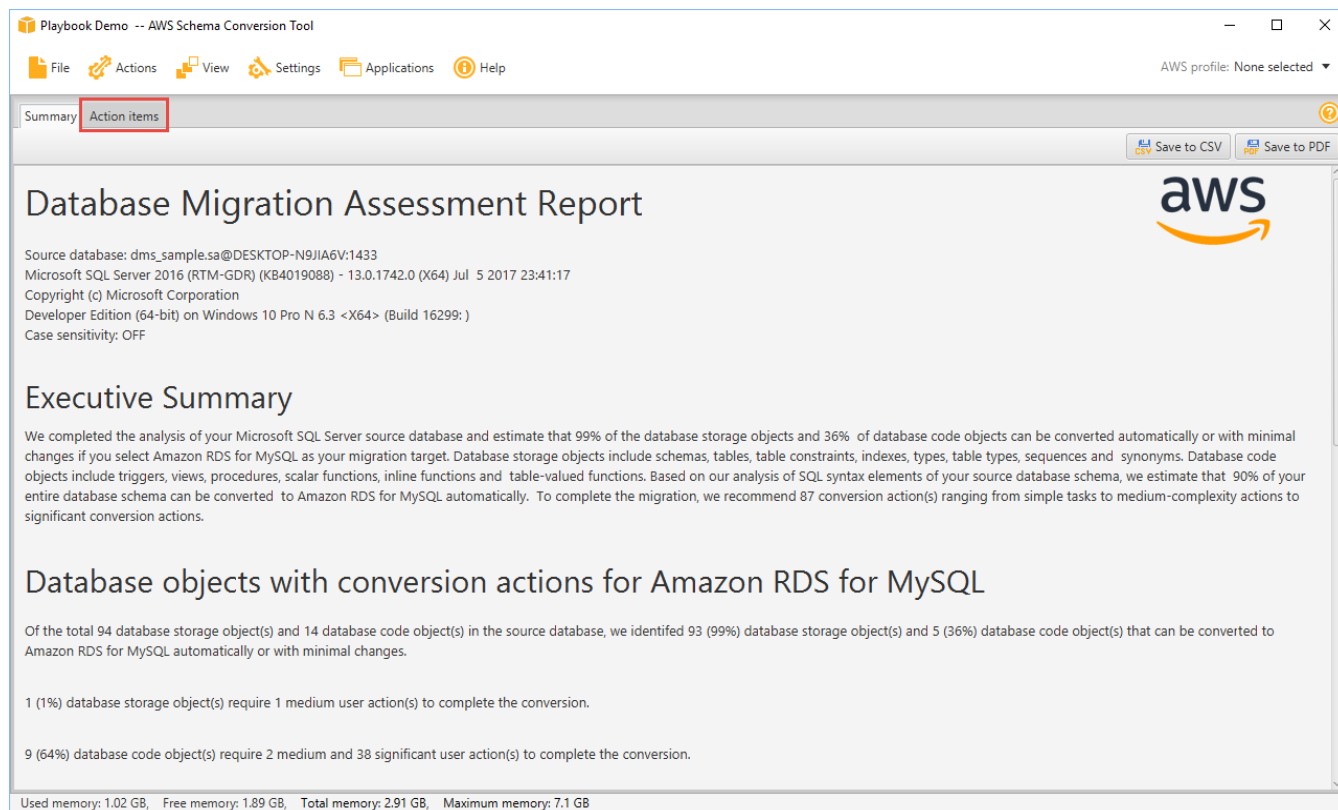 Playbook Demo -- AWS Schema Conversion Tool
File Actions View Settings Applications Help AWS profile: None selected
Summary Action items
CSV Save to CSV PDF Save to PDF
Database Migration Assessment Report
aws
Source database: dms_sample.sa@DESKTOP-N9JIA6V:1433
Microsoft SQL Server 2016 (RTM-GDR) (KB4019088) - 13.0.1742.0 (X64) Jul 5 2017 23:41:17
Copyright (c) Microsoft Corporation
Developer Edition (64-bit) on Windows 10 Pro N 6.3 <X64> (Build 16299: )
Case sensitivity: OFF
Executive Summary
We completed the analysis of your Microsoft SQL Server source database and estimate that 99% of the database storage objects and 36% of database code objects can be converted automatically or with minimal
changes if you select Amazon RDS for MySQL as your migration target. Database storage objects include schemas, tables, table constraints, indexes, types, table types, sequences and synonyms. Database code
objects include triggers, views, procedures, scalar functions, inline functions and table-valued functions. Based on our analysis of SQL syntax elements of your source database schema, we estimate that 90% of your
entire database schema can be converted to Amazon RDS for MySQL automatically. To complete the migration, we recommend 87 conversion action(s) ranging from simple tasks to medium-complexity actions to
significant conversion actions.
Database objects with conversion actions for Amazon RDS for MySQL
Of the total 94 database storage object(s) and 14 database code object(s) in the source database, we identifed 93 (99%) database storage object(s) and 5 (36%) database code object(s) that can be converted to
Amazon RDS for MySQL automatically or with minimal changes.
1 (1%) database storage object(s) require 1 medium user action(s) to complete the conversion.
9 (64%) database code object(s) require 2 medium and 38 significant user action(s) to complete the conversion.
Used memory: 1.02 GB, Free memory: 1.89 GB, Total memory: 2.91 GB, Maximum memory: 7.1 GB